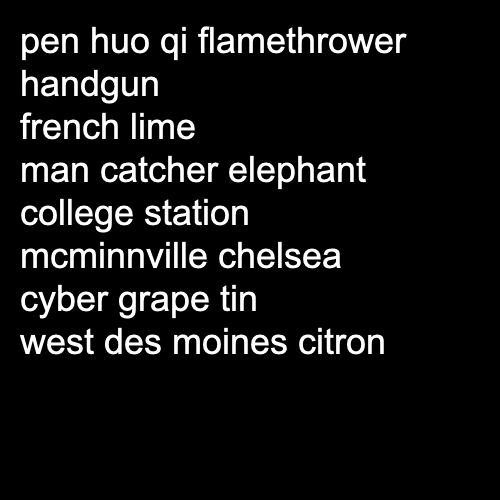 pen huo qi flamethrower
handgun
french lime
man catcher elephant
college station
mcminnville chelsea
cyber grape tin
west des moines citron